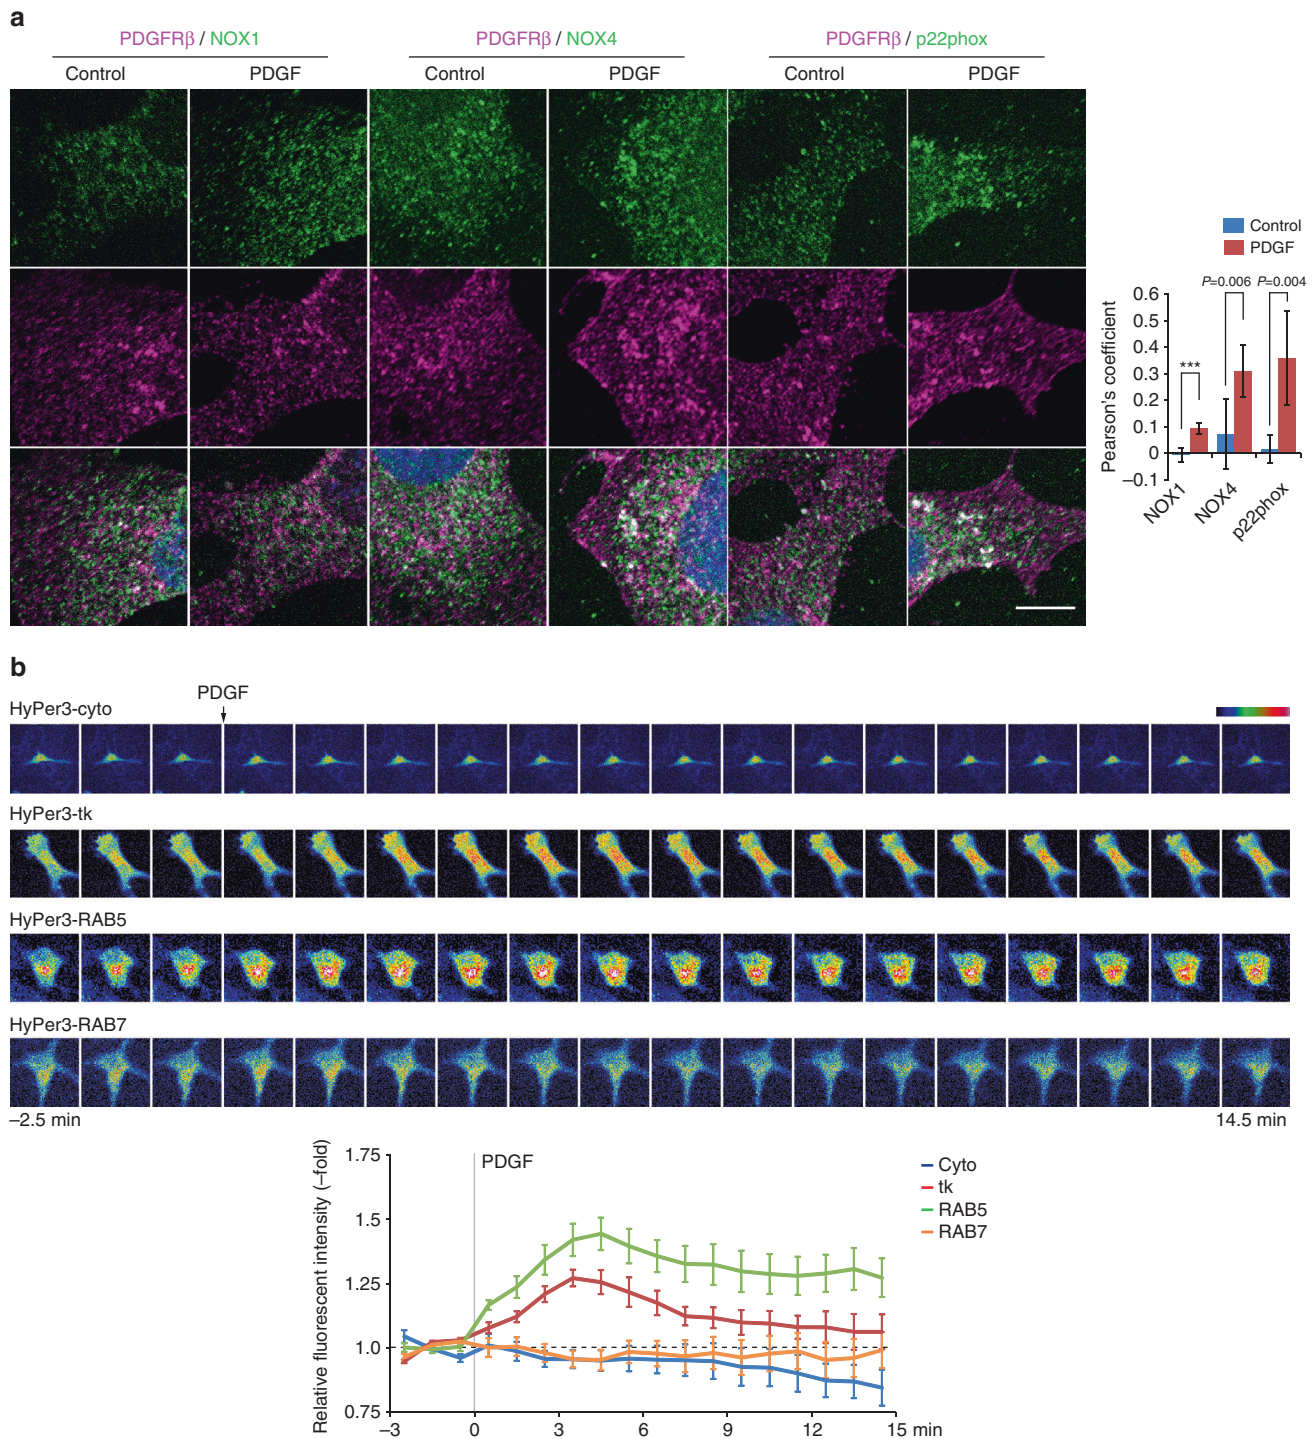 a
PDGFRβ / NOX1
PDGFRβ / NOX4
PDGFRβ / p22phox
Control
PDGF
Control
PDGF
Control
PDGF
Control
PDGF
P=0.006
P=0.004
***
Pearson's coefficient
0.6
0.5
0.4
0.3
0.2
0.1
0
–0.1
NOX1
NOX4
p22phox
b
PDGF
HyPer3-cyto
HyPer3-tk
HyPer3-RAB5
HyPer3-RAB7
–2.5 min
14.5 min
Relative fluorescent intensity (–fold)
1.75
1.5
1.25
1.0
0.75
PDGF
Cyto
tk
RAB5
RAB7
–3
0
3
6
9
12
15 min